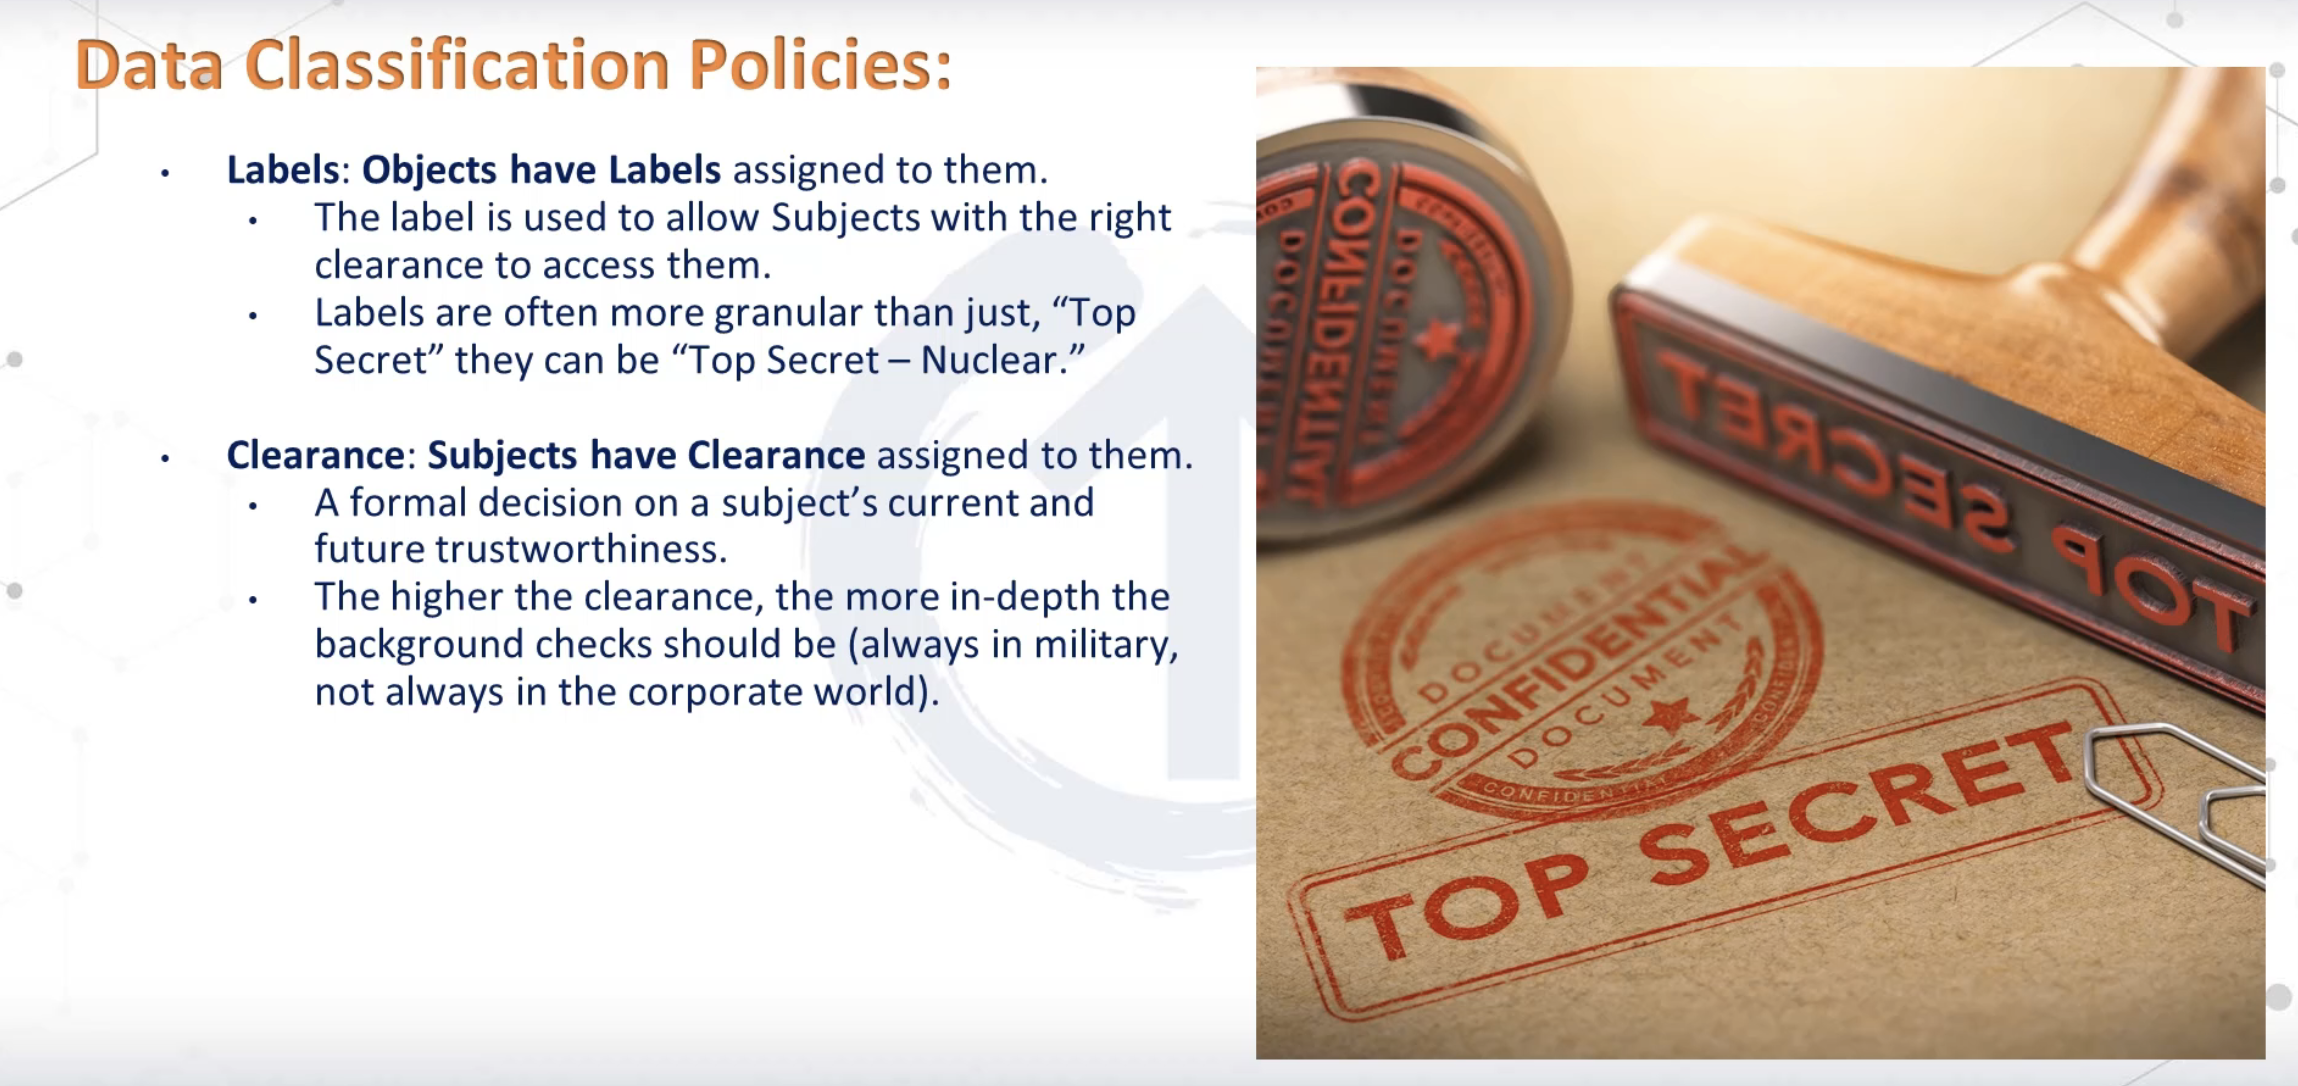 Data Classification Policies:
• Labels: Objects have Labels assigned to them.
• The label is used to allow Subjects with the right
clearance to access them.
• Labels are often more granular than just, “Top
Secret” they can be “Top Secret – Nuclear.”
• Clearance: Subjects have Clearance assigned to them.
• A formal decision on a subject’s current and
future trustworthiness.
• The higher the clearance, the more in-depth the
background checks should be (always in military,
not always in the corporate world).
CONFIDENTIAL
DOCUMENT
TOP SECRET
DOCUMENT
CONFIDENTIAL
DOCUMENT
CONFIDENTIAL
TOP SECRET